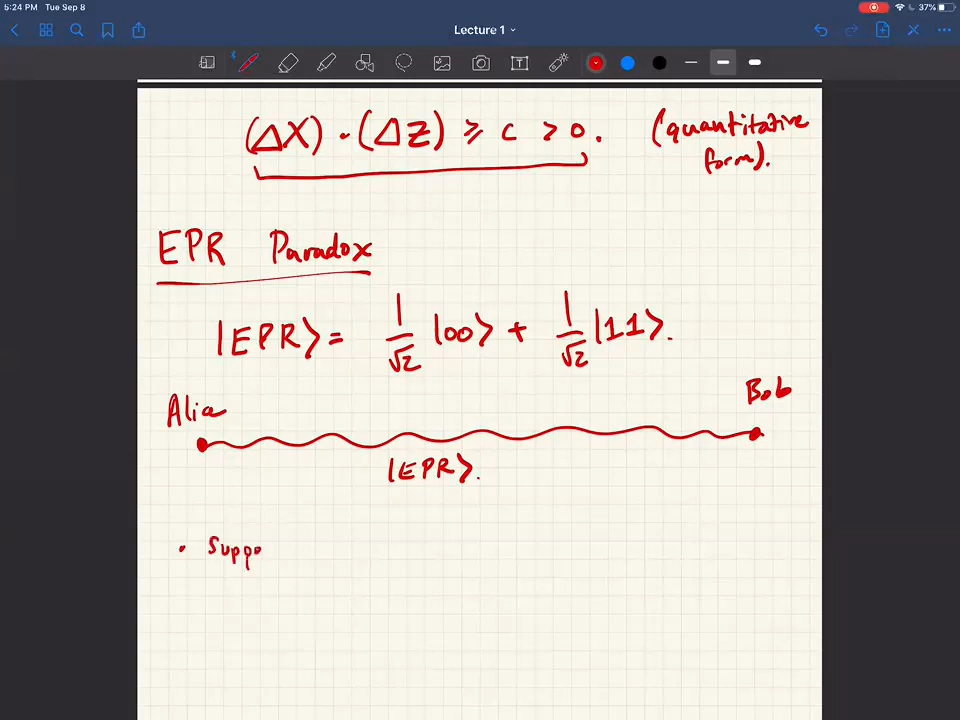 5:24 PM Tue Sep 8
37%
Lecture 1
(ΔX) · (ΔZ) ≥ c > 0. (quantitative
form).
EPR Paradox
|EPR⟩ = 1/√2 |00⟩ + 1/√2 |11⟩.
Alice
Bob
|EPR⟩.
• Suppo